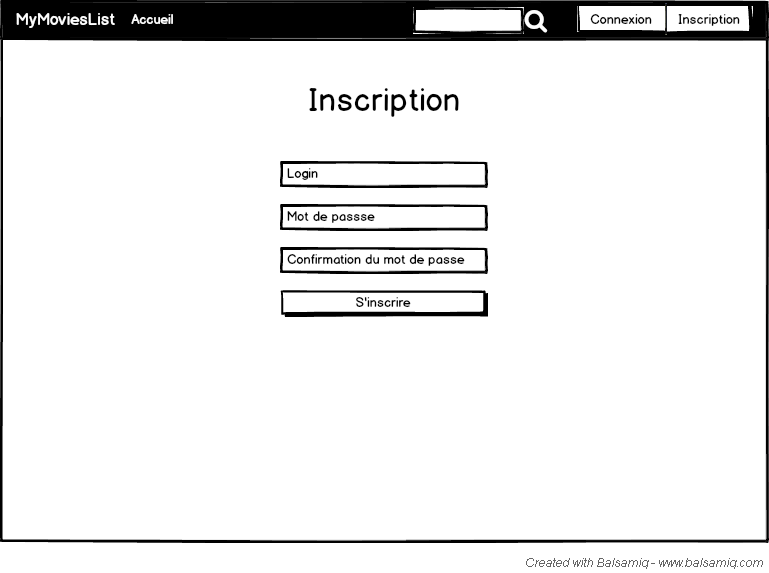 MyMoviesList Accueil Connexion Inscription
Inscription
Login
Mot de passse
Confirmation du mot de passe
S'inscrire
Created with Balsamiq - www.balsamiq.com